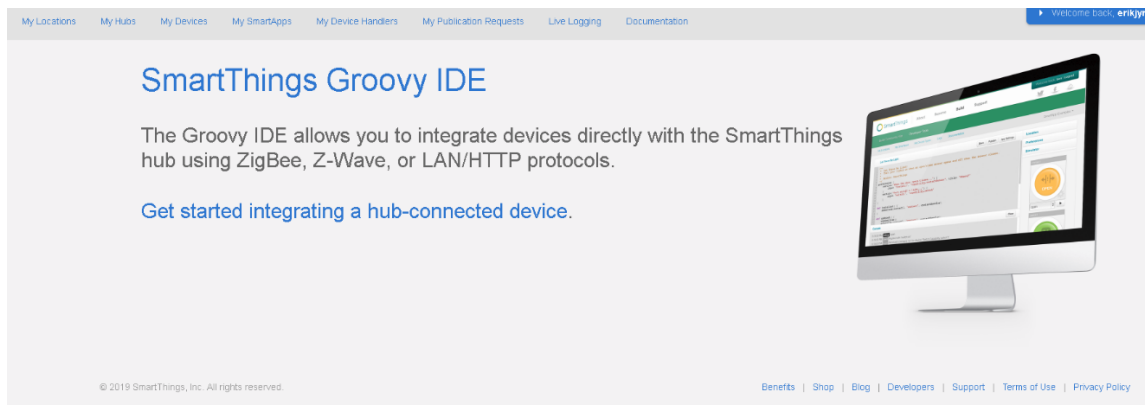 My Locations My Hubs My Devices My SmartApps My Device Handlers My Publication Requests Live Logging Documentation
Welcome back, erikjyr
SmartThings Groovy IDE
The Groovy IDE allows you to integrate devices directly with the SmartThings
hub using ZigBee, Z-Wave, or LAN/HTTP protocols.
Get started integrating a hub-connected device.
© 2019 SmartThings, Inc. All rights reserved.
Benefits | Shop | Blog | Developers | Support | Terms of Use | Privacy Policy